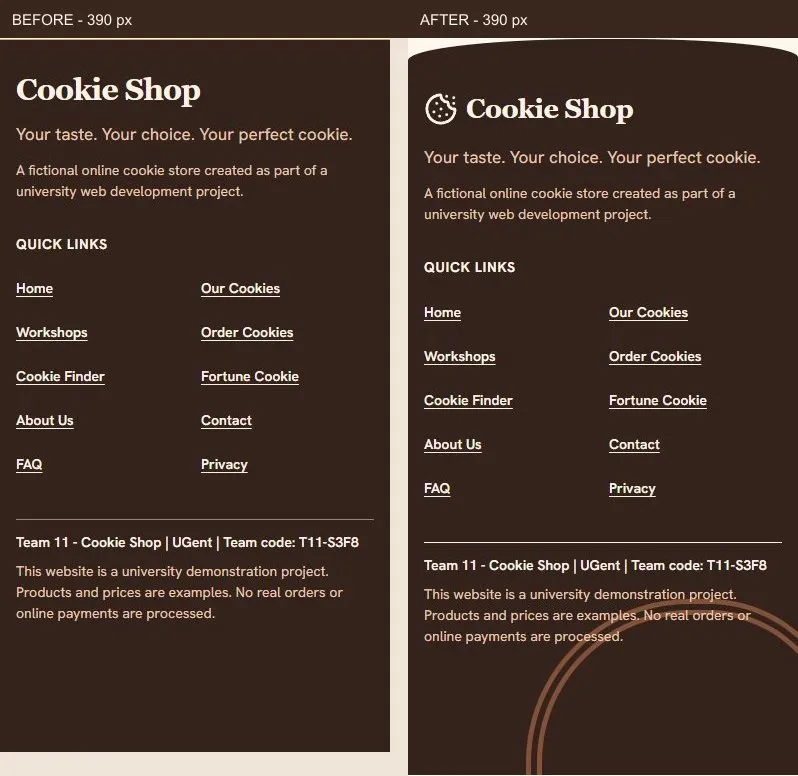 BEFORE - 390 px
Cookie Shop
Your taste. Your choice. Your perfect cookie.
A fictional online cookie store created as part of a
university web development project.
QUICK LINKS
Home Our Cookies
Workshops Order Cookies
Cookie Finder Fortune Cookie
About Us Contact
FAQ Privacy
Team 11 - Cookie Shop | UGent | Team code: T11-S3F8
This website is a university demonstration project.
Products and prices are examples. No real orders or
online payments are processed.
AFTER - 390 px
Cookie Shop
Your taste. Your choice. Your perfect cookie.
A fictional online cookie store created as part of a
university web development project.
QUICK LINKS
Home Our Cookies
Workshops Order Cookies
Cookie Finder Fortune Cookie
About Us Contact
FAQ Privacy
Team 11 - Cookie Shop | UGent | Team code: T11-S3F8
This website is a university demonstration project.
Products and prices are examples. No real orders or
online payments are processed.